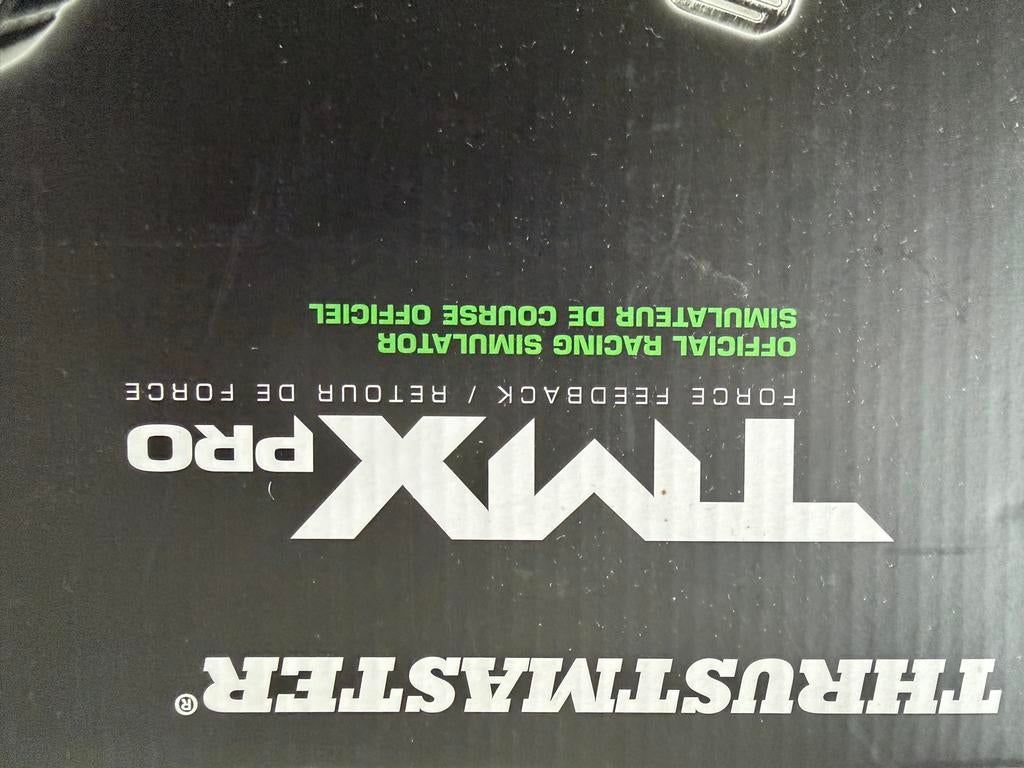 THRUSTMASTER®
TMX PRO
FORCE FEEDBACK / RETOUR DE FORCE
OFFICIAL RACING SIMULATOR
SIMULATEUR DE COURSE OFFICIEL